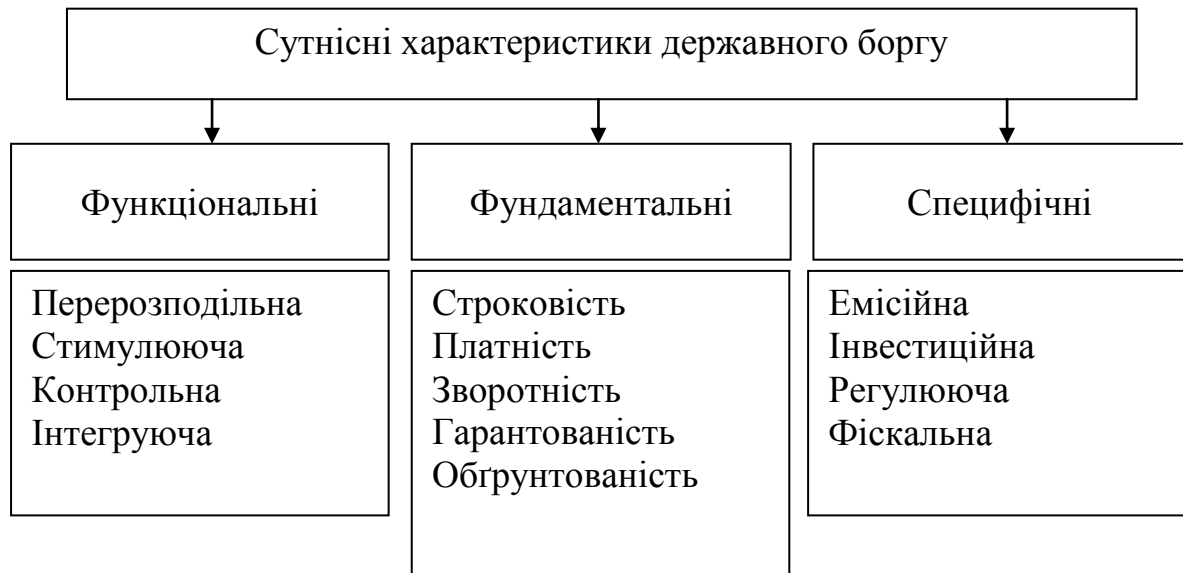 Сутнісні характеристики державного боргу
Функціональні
Фундаментальні
Специфічні
Перерозподільна
Стимулююча
Контрольна
Інтегруюча
Строковість
Платність
Зворотність
Гарантованість
Обґрунтованість
Емісійна
Інвестиційна
Регулююча
Фіскальна